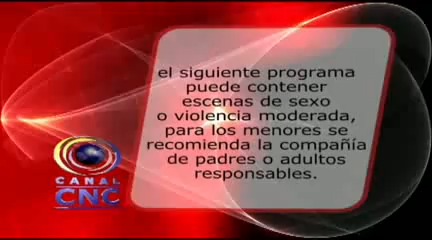 el siguiente programa
puede contener
escenas de sexo
o violencia moderada,
para los menores se
recomienda la compañía
de padres o adultos
responsables.
CANAL
CNC